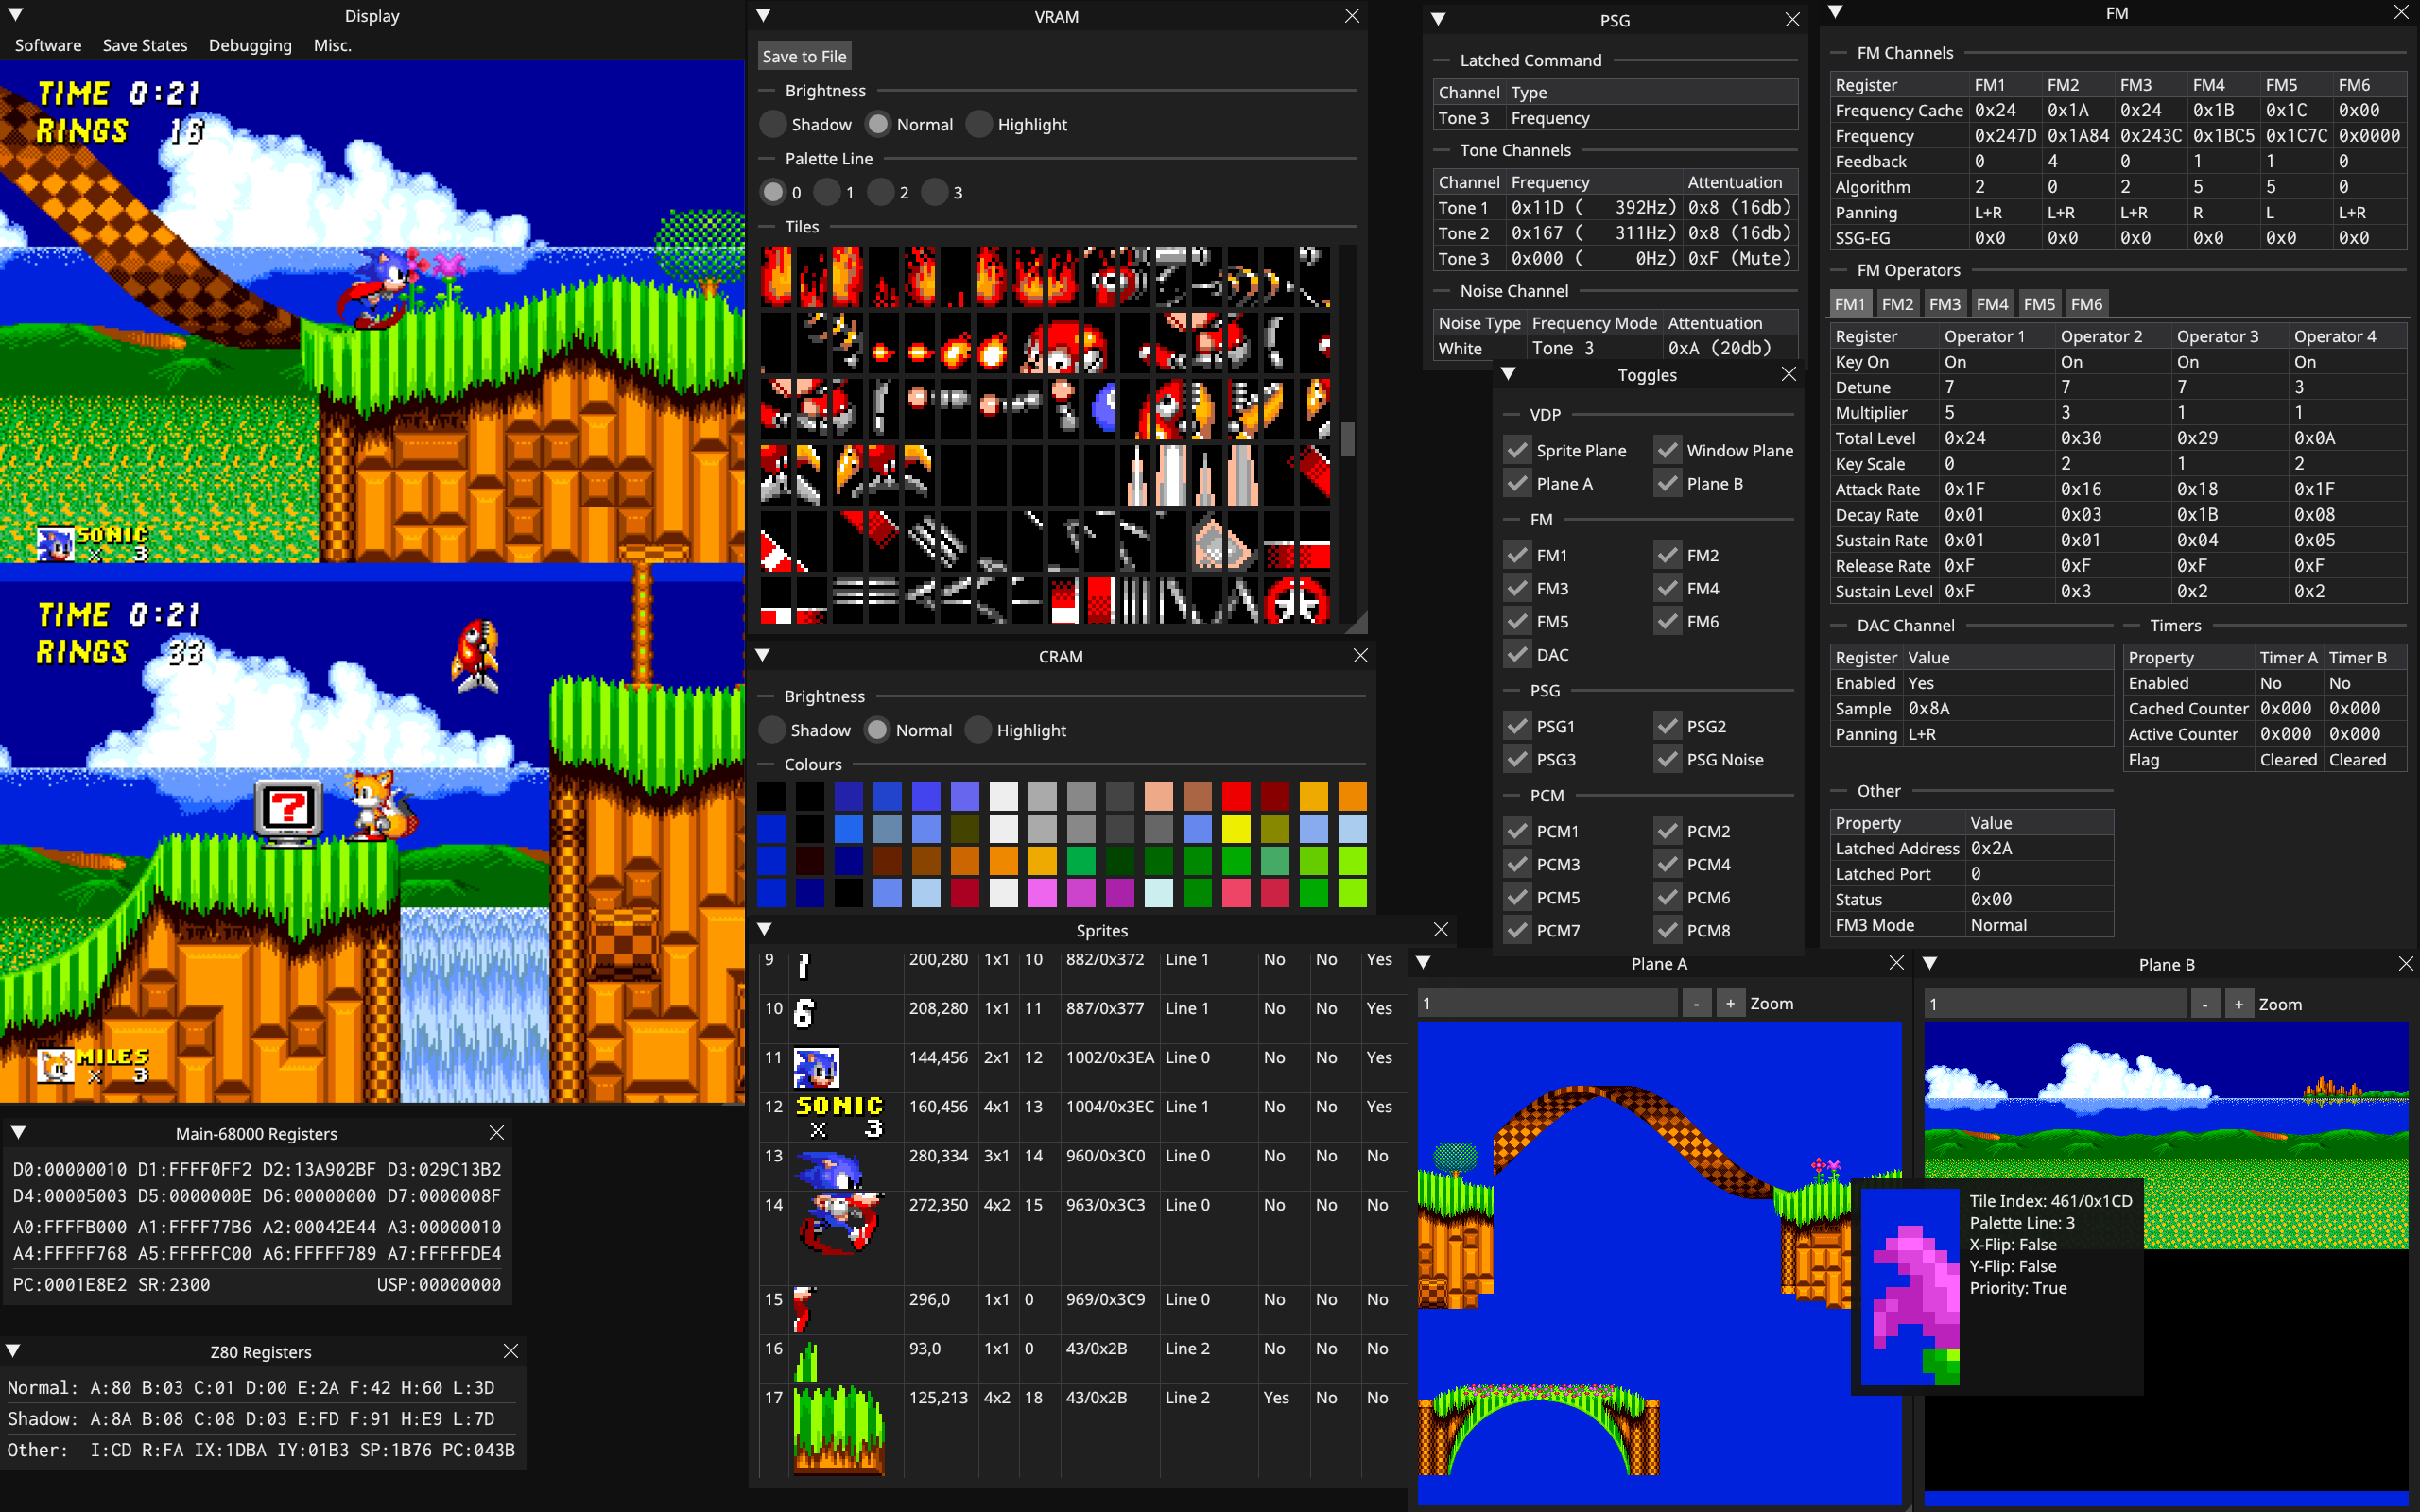 Display
Software Save States Debugging Misc.
TIME 0:21
RINGS 16
SONIC
x 3
TIME 0:21
RINGS 33
?
MILES
x 3
Main-68000 Registers
D0:00000010 D1:FFFF0FF2 D2:13A902BF D3:029C13B2
D4:00005003 D5:0000000E D6:00000000 D7:0000008F
A0:FFFFB000 A1:FFFF77B6 A2:00042E44 A3:00000010
A4:FFFFF768 A5:FFFFFC00 A6:FFFFF789 A7:FFFFFDE4
PC:0001E8E2 SR:2300 USP:00000000
Z80 Registers
Normal: A:80 B:03 C:01 D:00 E:2A F:42 H:60 L:3D
Shadow: A:8A B:08 C:08 D:03 E:FD F:91 H:E9 L:7D
Other: I:CD R:FA IX:1DBA IY:01B3 SP:1B76 PC:043B
VRAM
Save to File
Brightness
Shadow Normal Highlight
Palette Line
0 1 2 3
Tiles
CRAM
Brightness
Shadow Normal Highlight
Colours
Sprites
9 1 200,280 1x1 10 882/0x372 Line 1 No No Yes
10 6 208,280 1x1 11 887/0x377 Line 1 No No Yes
11 144,456 2x1 12 1002/0x3EA Line 0 No No Yes
12 SONIC x 3 160,456 4x1 13 1004/0x3EC Line 1 No No Yes
13 280,334 3x1 14 960/0x3C0 Line 0 No No No
14 272,350 4x2 15 963/0x3C3 Line 0 No No No
15 296,0 1x1 0 969/0x3C9 Line 0 No No No
16 93,0 1x1 0 43/0x2B Line 2 No No No
17 125,213 4x2 18 43/0x2B Line 2 Yes No No
PSG
Latched Command
Channel Type
Tone 3 Frequency
Tone Channels
Channel Frequency Attentuation
Tone 1 0x11D ( 392Hz) 0x8 (16db)
Tone 2 0x167 ( 311Hz) 0x8 (16db)
Tone 3 0x000 ( 0Hz) 0xF (Mute)
Noise Channel
Noise Type Frequency Mode Attentuation
White Tone 3 0xA (20db)
Toggles
VDP
Sprite Plane Window Plane
Plane A Plane B
FM
FM1 FM2
FM3 FM4
FM5 FM6
DAC
PSG
PSG1 PSG2
PSG3 PSG Noise
PCM
PCM1 PCM2
PCM3 PCM4
PCM5 PCM6
PCM7 PCM8
FM
FM Channels
Register FM1 FM2 FM3 FM4 FM5 FM6
Frequency Cache 0x24 0x1A 0x24 0x1B 0x1C 0x00
Frequency 0x247D 0x1A84 0x243C 0x1BC5 0x1C7C 0x0000
Feedback 0 4 0 1 1 0
Algorithm 2 0 2 5 5 0
Panning L+R L+R L+R R L L+R
SSG-EG 0x0 0x0 0x0 0x0 0x0 0x0
FM Operators
FM1 FM2 FM3 FM4 FM5 FM6
Register Operator 1 Operator 2 Operator 3 Operator 4
Key On On On On On
Detune 7 7 7 3
Multiplier 5 3 1 1
Total Level 0x24 0x30 0x29 0x0A
Key Scale 0 2 1 2
Attack Rate 0x1F 0x16 0x18 0x1F
Decay Rate 0x01 0x03 0x1B 0x08
Sustain Rate 0x01 0x01 0x04 0x05
Release Rate 0xF 0xF 0xF 0xF
Sustain Level 0xF 0x3 0x2 0x2
DAC Channel
Register Value
Enabled Yes
Sample 0x8A
Panning L+R
Timers
Property Timer A Timer B
Enabled No No
Cached Counter 0x000 0x000
Active Counter 0x000 0x000
Flag Cleared Cleared
Other
Property Value
Latched Address 0x2A
Latched Port 0
Status 0x00
FM3 Mode Normal
Plane A
1 - + Zoom
Plane B
1 - + Zoom
Tile Index: 461/0x1CD
Palette Line: 3
X-Flip: False
Y-Flip: False
Priority: True